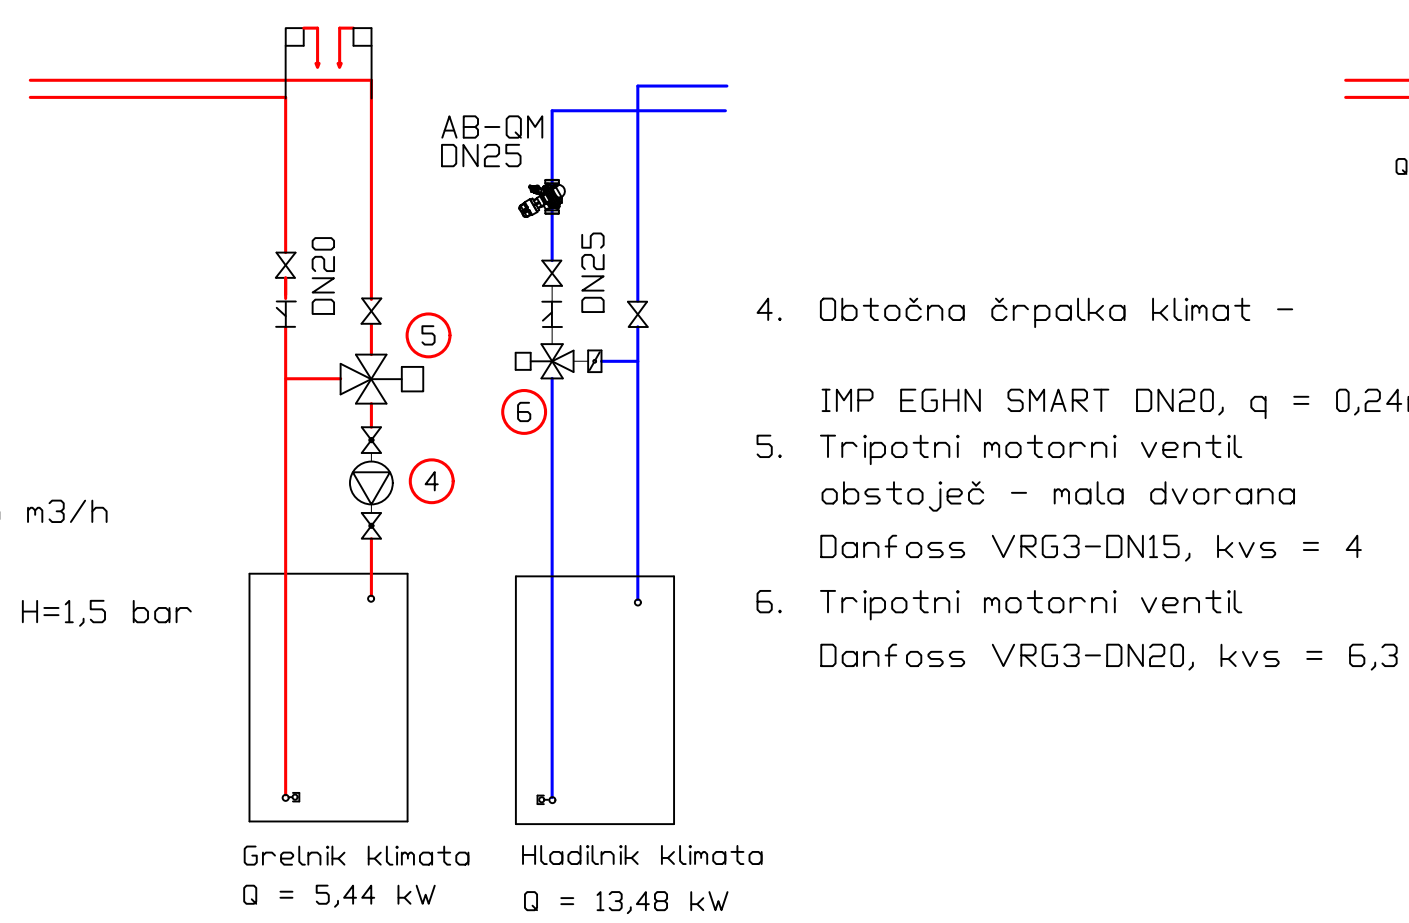 AB-QM
DN25
DN20
DN25
5
6
4
m3/h
H=1,5 bar
Grelnik klimata
Q = 5,44 kW
Hladilnik klimata
Q = 13,48 kW
4. Obtočna črpalka klimat -
IMP EGHN SMART DN20, q = 0,24
5. Tripotni motorni ventil
obstoječ - mala dvorana
Danfoss VRG3-DN15, kvs = 4
6. Tripotni motorni ventil
Danfoss VRG3-DN20, kvs = 6,3
Q